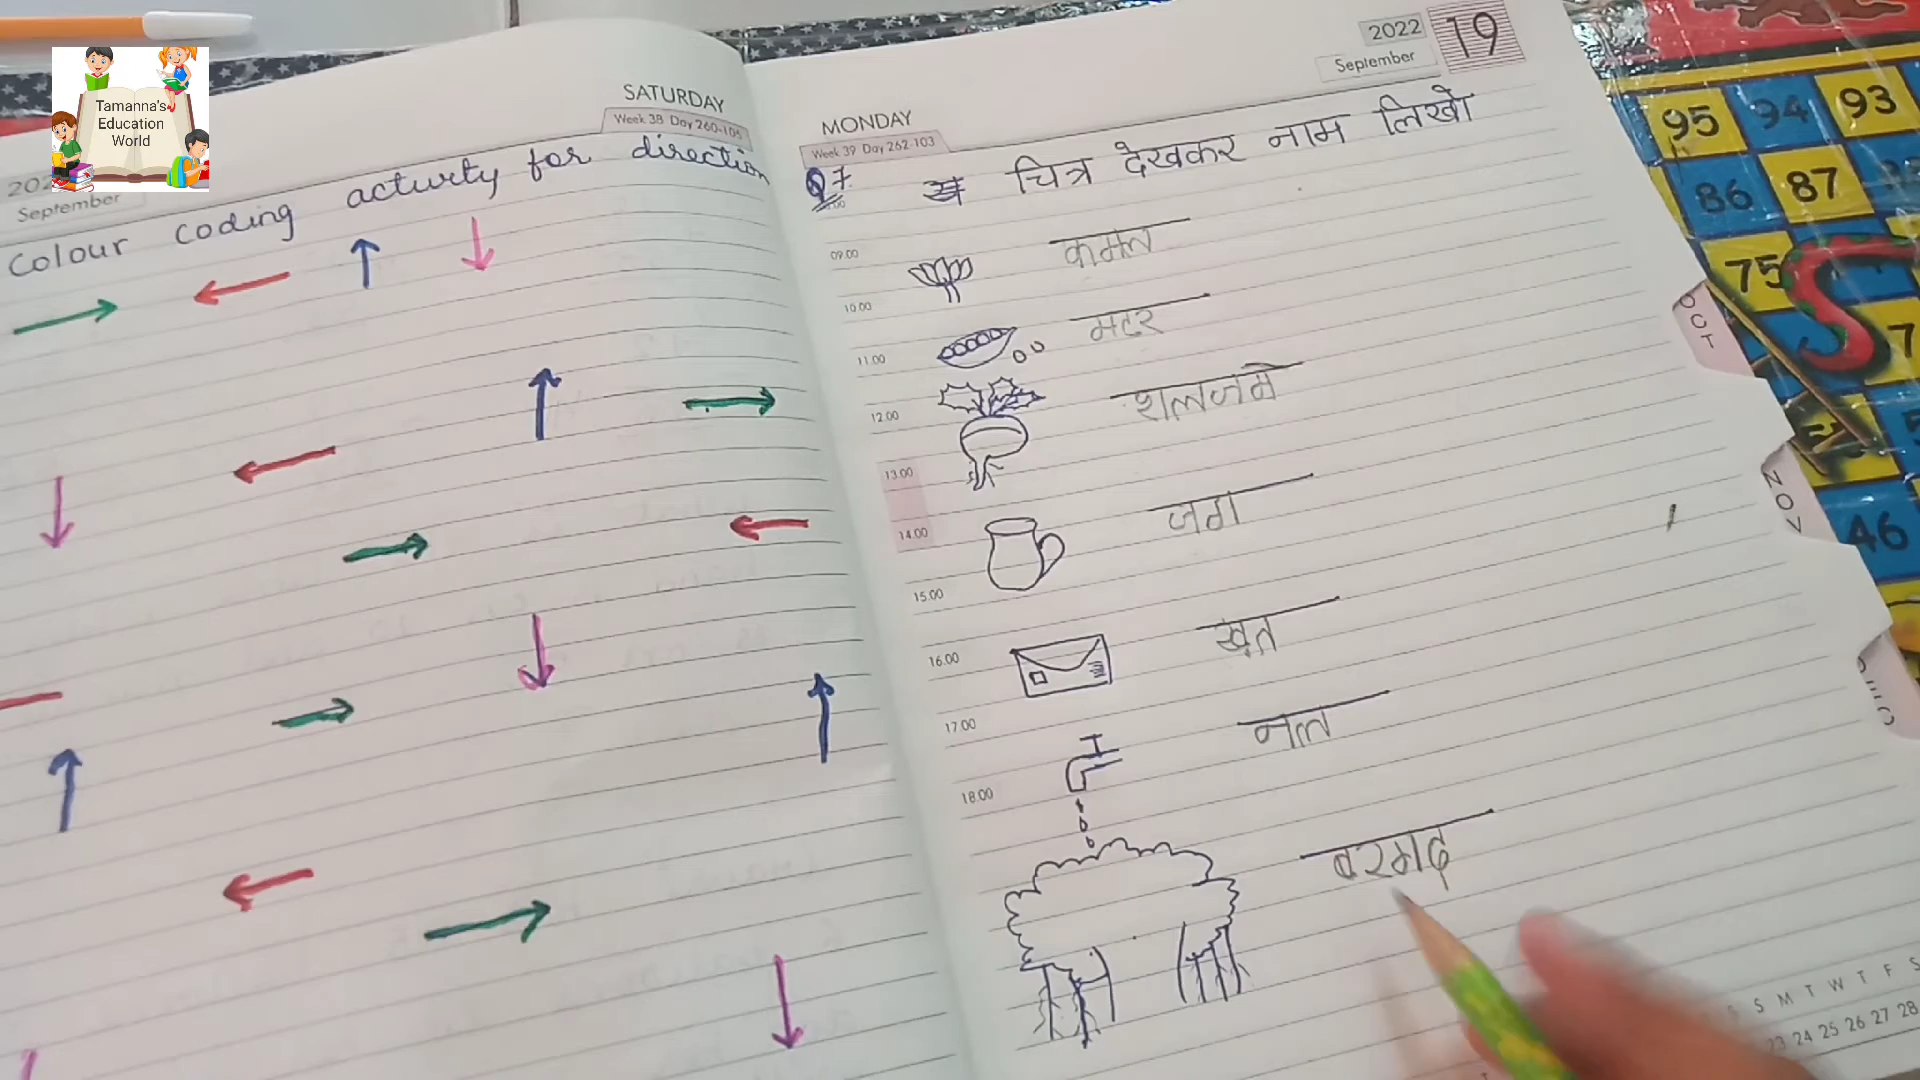 Tamanna's
Education
World
SATURDAY
Week 38 Day 260-105
September
Colour coding activity for direction
2022
September
19
MONDAY
Week 39 Day 262-103
Q7. चित्र देखकर नाम लिखो
09.00
कमल
10.00
मटर
11.00
12.00
शलजम
13.00
14.00
जग
15.00
16.00
खत
17.00
नल
18.00
बरगद
OCT
NOV
95 94 93
86 87
75
7
46
S M T W T F S
23 24 25 26 27 28